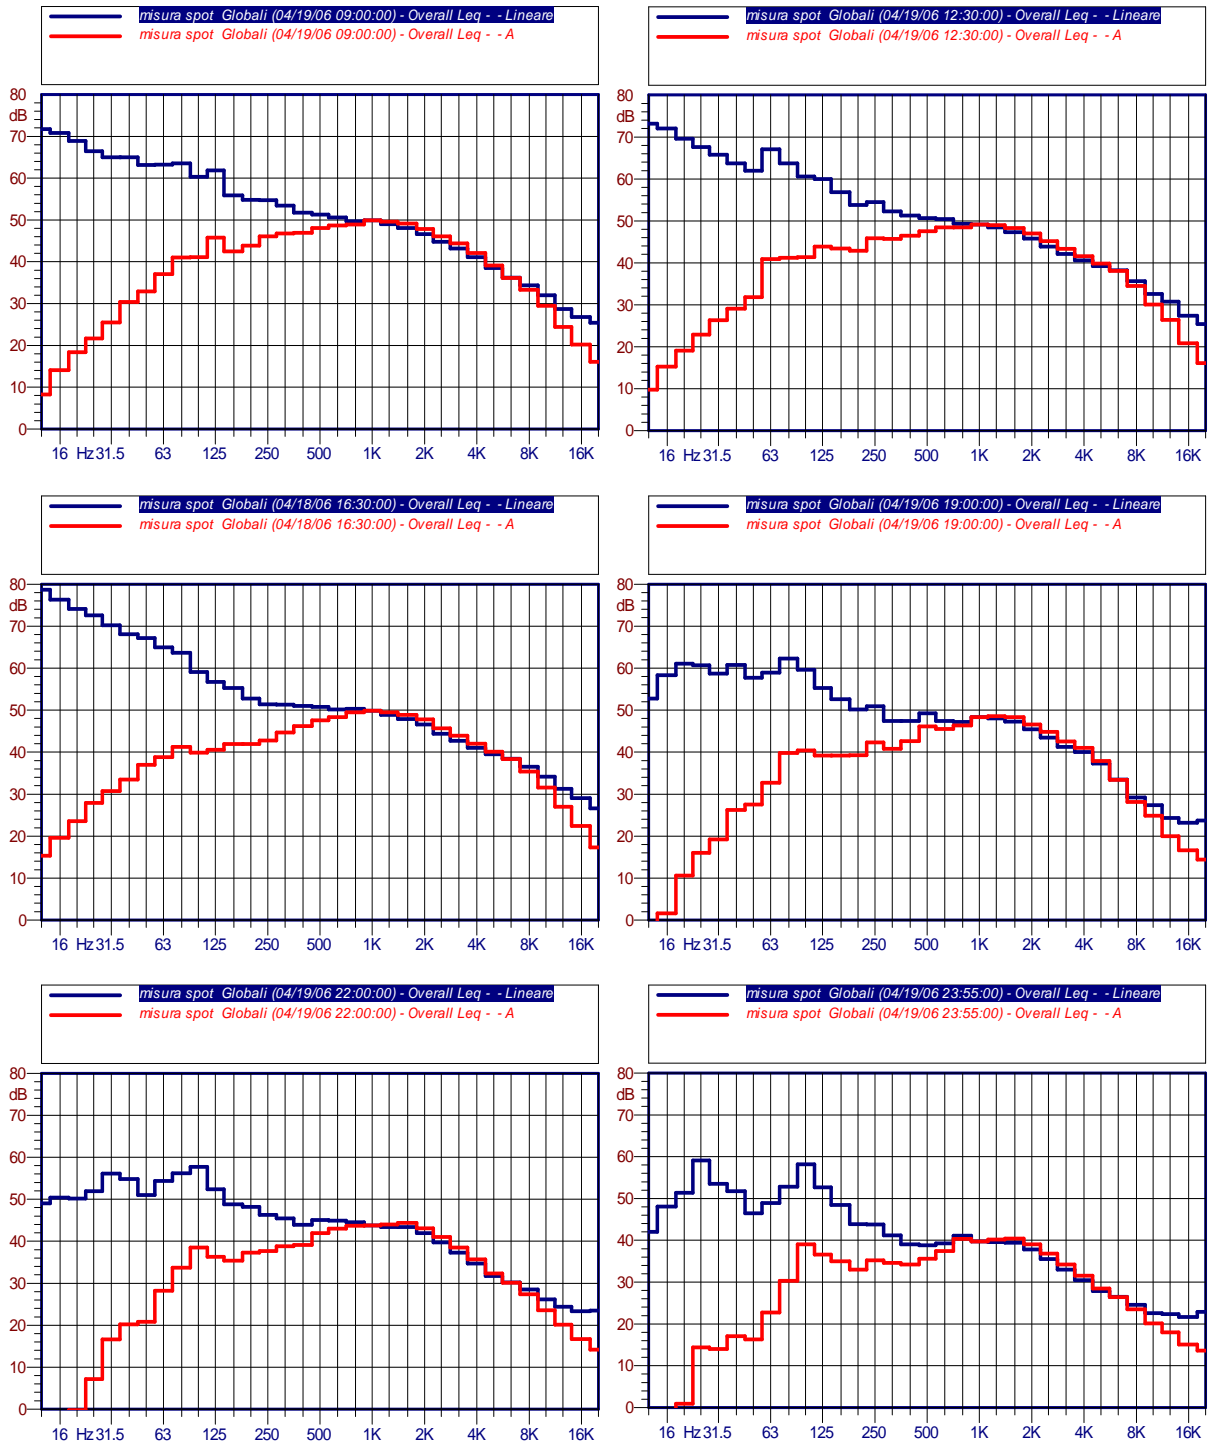 misura spot Globali (04/19/06 09:00:00) - Overall Leq - - Lineare
misura spot Globali (04/19/06 09:00:00) - Overall Leq - - A
80
dB
70
60
50
40
30
20
10
0
16 Hz 31.5 63 125 250 500 1K 2K 4K 8K 16K
misura spot Globali (04/19/06 12:30:00) - Overall Leq - - Lineare
misura spot Globali (04/19/06 12:30:00) - Overall Leq - - A
80
dB
70
60
50
40
30
20
10
0
16 Hz 31.5 63 125 250 500 1K 2K 4K 8K 16K
misura spot Globali (04/18/06 16:30:00) - Overall Leq - - Lineare
misura spot Globali (04/18/06 16:30:00) - Overall Leq - - A
80
dB
70
60
50
40
30
20
10
0
16 Hz 31.5 63 125 250 500 1K 2K 4K 8K 16K
misura spot Globali (04/19/06 19:00:00) - Overall Leq - - Lineare
misura spot Globali (04/19/06 19:00:00) - Overall Leq - - A
80
dB
70
60
50
40
30
20
10
0
16 Hz 31.5 63 125 250 500 1K 2K 4K 8K 16K
misura spot Globali (04/19/06 22:00:00) - Overall Leq - - Lineare
misura spot Globali (04/19/06 22:00:00) - Overall Leq - - A
80
dB
70
60
50
40
30
20
10
0
16 Hz 31.5 63 125 250 500 1K 2K 4K 8K 16K
misura spot Globali (04/19/06 23:55:00) - Overall Leq - - Lineare
misura spot Globali (04/19/06 23:55:00) - Overall Leq - - A
80
dB
70
60
50
40
30
20
10
0
16 Hz 31.5 63 125 250 500 1K 2K 4K 8K 16K